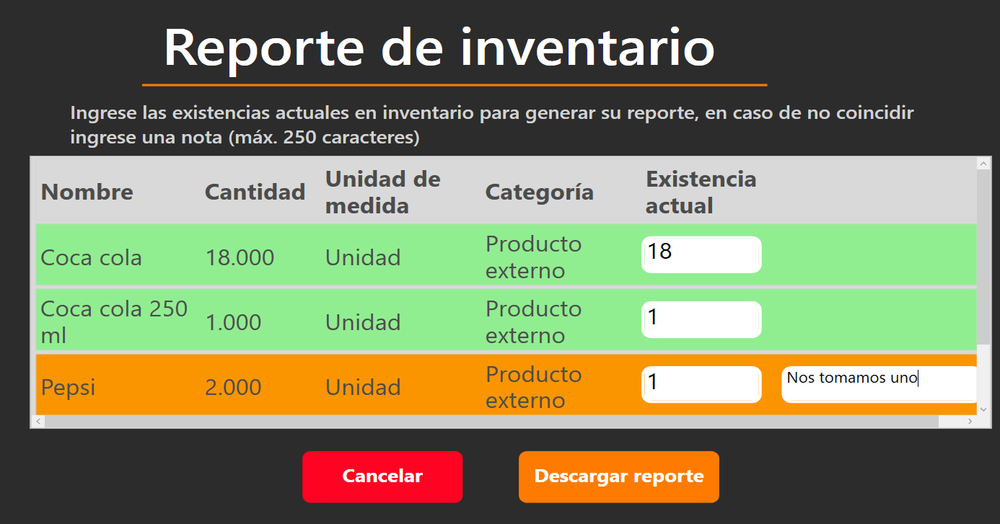 Reporte de inventario
Ingrese las existencias actuales en inventario para generar su reporte, en caso de no coincidir
ingrese una nota (máx. 250 caracteres)
Nombre Cantidad Unidad de medida Categoría Existencia actual
Coca cola 18.000 Unidad Producto externo 18
Coca cola 250 ml 1.000 Unidad Producto externo 1
Pepsi 2.000 Unidad Producto externo 1 Nos tomamos uno
Cancelar Descargar reporte